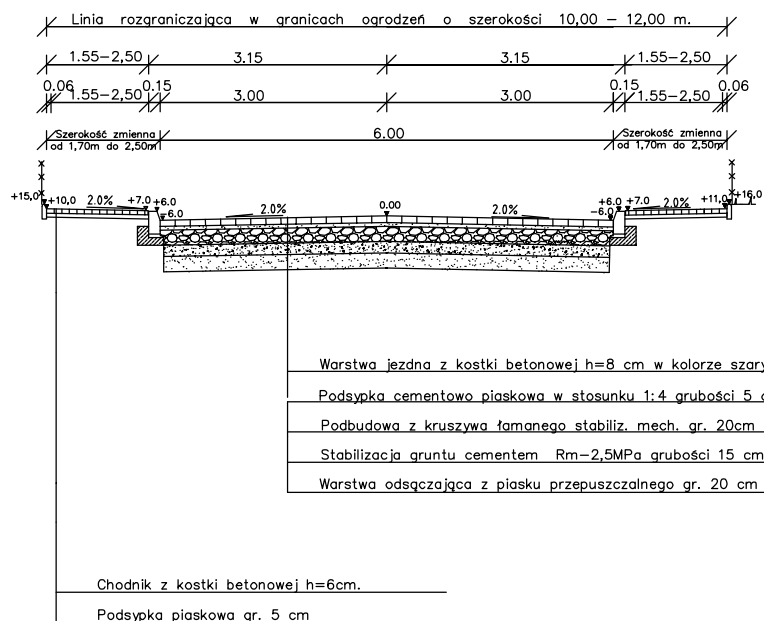 Linia rozgraniczająca w granicach ogrodzeń o szerokości 10,00 – 12,00 m.
1.55–2,50 3.15 3.15 1.55–2,50
0.06 1.55–2,50 0.15 3.00 3.00 0.15 1.55–2,50 0.06
Szerokość zmienna 6.00 Szerokość zmienna
od 1,70m do 2,50m od 1,70m do 2,50m
+15,0 +10,0 2.0% +7.0 +6.0 –6.0 2.0% 0.00 2.0% –6.0 +6.0 +7.0 2.0% +11,0 +16,0
Warstwa jezdna z kostki betonowej h=8 cm w kolorze szary
Podsypka cementowo piaskowa w stosunku 1:4 grubości 5 c
Podbudowa z kruszywa łamanego stabiliz. mech. gr. 20cm
Stabilizacja gruntu cementem Rm–2,5MPa grubości 15 cm
Warstwa odsączająca z piasku przepuszczalnego gr. 20 cm
Chodnik z kostki betonowej h=6cm.
Podsypka piaskowa gr. 5 cm